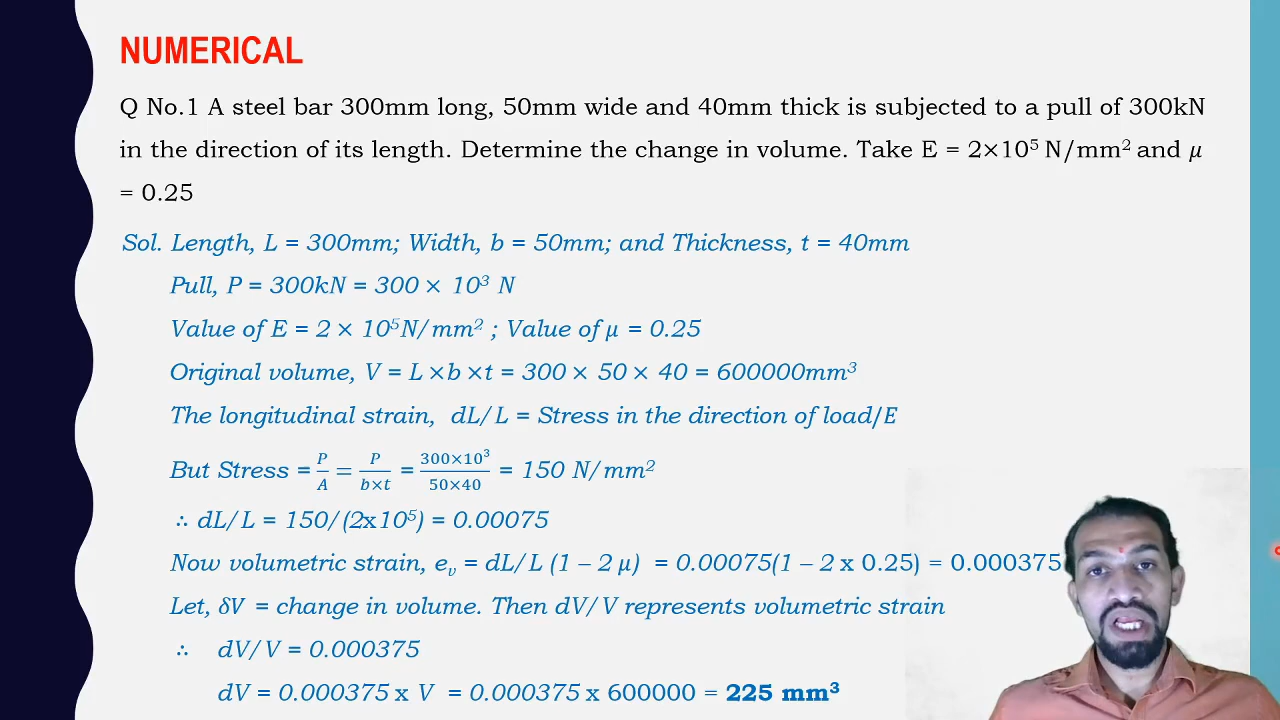 NUMERICAL
Q No.1 A steel bar 300mm long, 50mm wide and 40mm thick is subjected to a pull of 300kN
in the direction of its length. Determine the change in volume. Take E = 2×10⁵ N/mm² and μ
= 0.25
Sol. Length, L = 300mm; Width, b = 50mm; and Thickness, t = 40mm
Pull, P = 300kN = 300 × 10³ N
Value of E = 2 × 10⁵N/mm² ; Value of μ = 0.25
Original volume, V = L ×b ×t = 300 × 50 × 40 = 600000mm³
The longitudinal strain, dL/L = Stress in the direction of load/E
But Stress = P/A = P/(b×t) = (300×10³)/(50×40) = 150 N/mm²
∴ dL/L = 150/(2x10⁵) = 0.00075
Now volumetric strain, eᵥ = dL/L (1 – 2 μ) = 0.00075(1 – 2 x 0.25) = 0.000375
Let, δV = change in volume. Then dV/V represents volumetric strain
∴ dV/V = 0.000375
dV = 0.000375 x V = 0.000375 x 600000 = 225 mm³